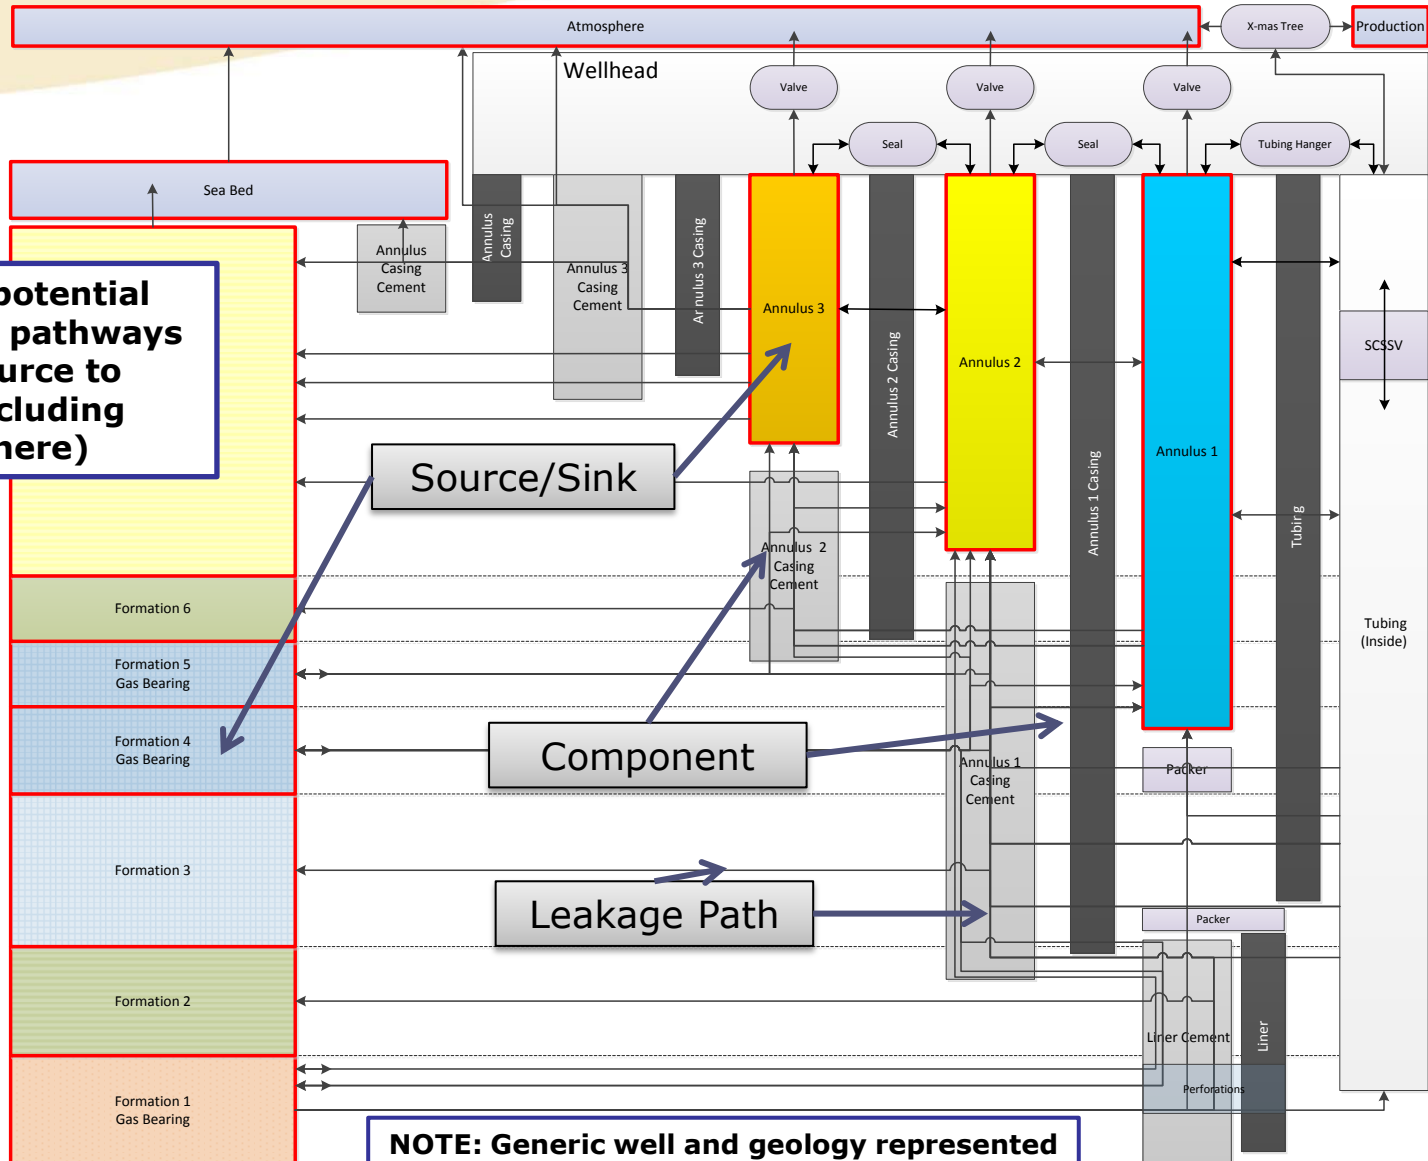 Atmosphere
X-mas Tree
Production
Wellhead
Valve
Valve
Valve
Seal
Seal
Tubing Hanger
Sea Bed
Annulus
Casing
Cement
Annulus
Casing
Annulus 3
Casing
Cement
Annulus 3 Casing
Annulus 3
Annulus 2 Casing
Annulus 2
Annulus 1 Casing
Annulus 1
Tubing
SCSSV
Tubing
(Inside)
potential
pathways
urce to
cluding
here)
Source/Sink
Annulus 2
Casing
Cement
Formation 6
Formation 5
Gas Bearing
Formation 4
Gas Bearing
Component
Annulus 1
Casing
Cement
Packer
Formation 3
Leakage Path
Packer
Formation 2
Liner Cement
Liner
Perforations
Formation 1
Gas Bearing
NOTE: Generic well and geology represented